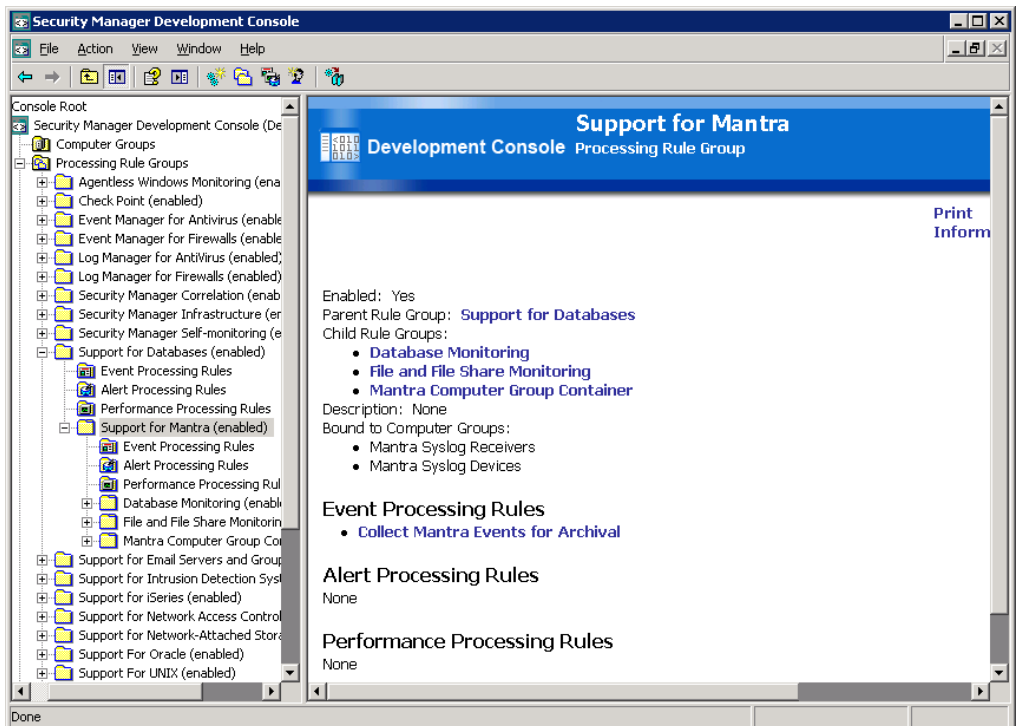 Security Manager Development Console
File Action View Window Help
Console Root
Security Manager Development Console (De
Computer Groups
Processing Rule Groups
Agentless Windows Monitoring (ena
Check Point (enabled)
Event Manager for Antivirus (enable
Event Manager for Firewalls (enable
Log Manager for AntiVirus (enabled)
Log Manager for Firewalls (enabled)
Security Manager Correlation (enab
Security Manager Infrastructure (er
Security Manager Self-monitoring (e
Support for Databases (enabled)
Event Processing Rules
Alert Processing Rules
Performance Processing Rules
Support for Mantra (enabled)
Event Processing Rules
Alert Processing Rules
Performance Processing Rul
Database Monitoring (enabl
File and File Share Monitorin
Mantra Computer Group Co
Support for Email Servers and Group
Support for Intrusion Detection Syst
Support for iSeries (enabled)
Support for Network Access Control
Support for Network-Attached Stora
Support For Oracle (enabled)
Support For UNIX (enabled)
Support for Mantra
Development Console Processing Rule Group
Print
Inform
Enabled: Yes
Parent Rule Group: Support for Databases
Child Rule Groups:
• Database Monitoring
• File and File Share Monitoring
• Mantra Computer Group Container
Description: None
Bound to Computer Groups:
• Mantra Syslog Receivers
• Mantra Syslog Devices
Event Processing Rules
• Collect Mantra Events for Archival
Alert Processing Rules
None
Performance Processing Rules
None
Done